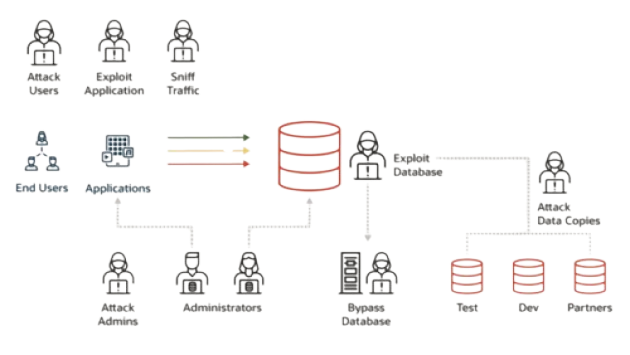 Attack
Users
Exploit
Application
Sniff
Traffic
End Users
Applications
Exploit
Database
Attack
Data Copies
Attack
Admins
Administrators
Bypass
Database
Test
Dev
Partners